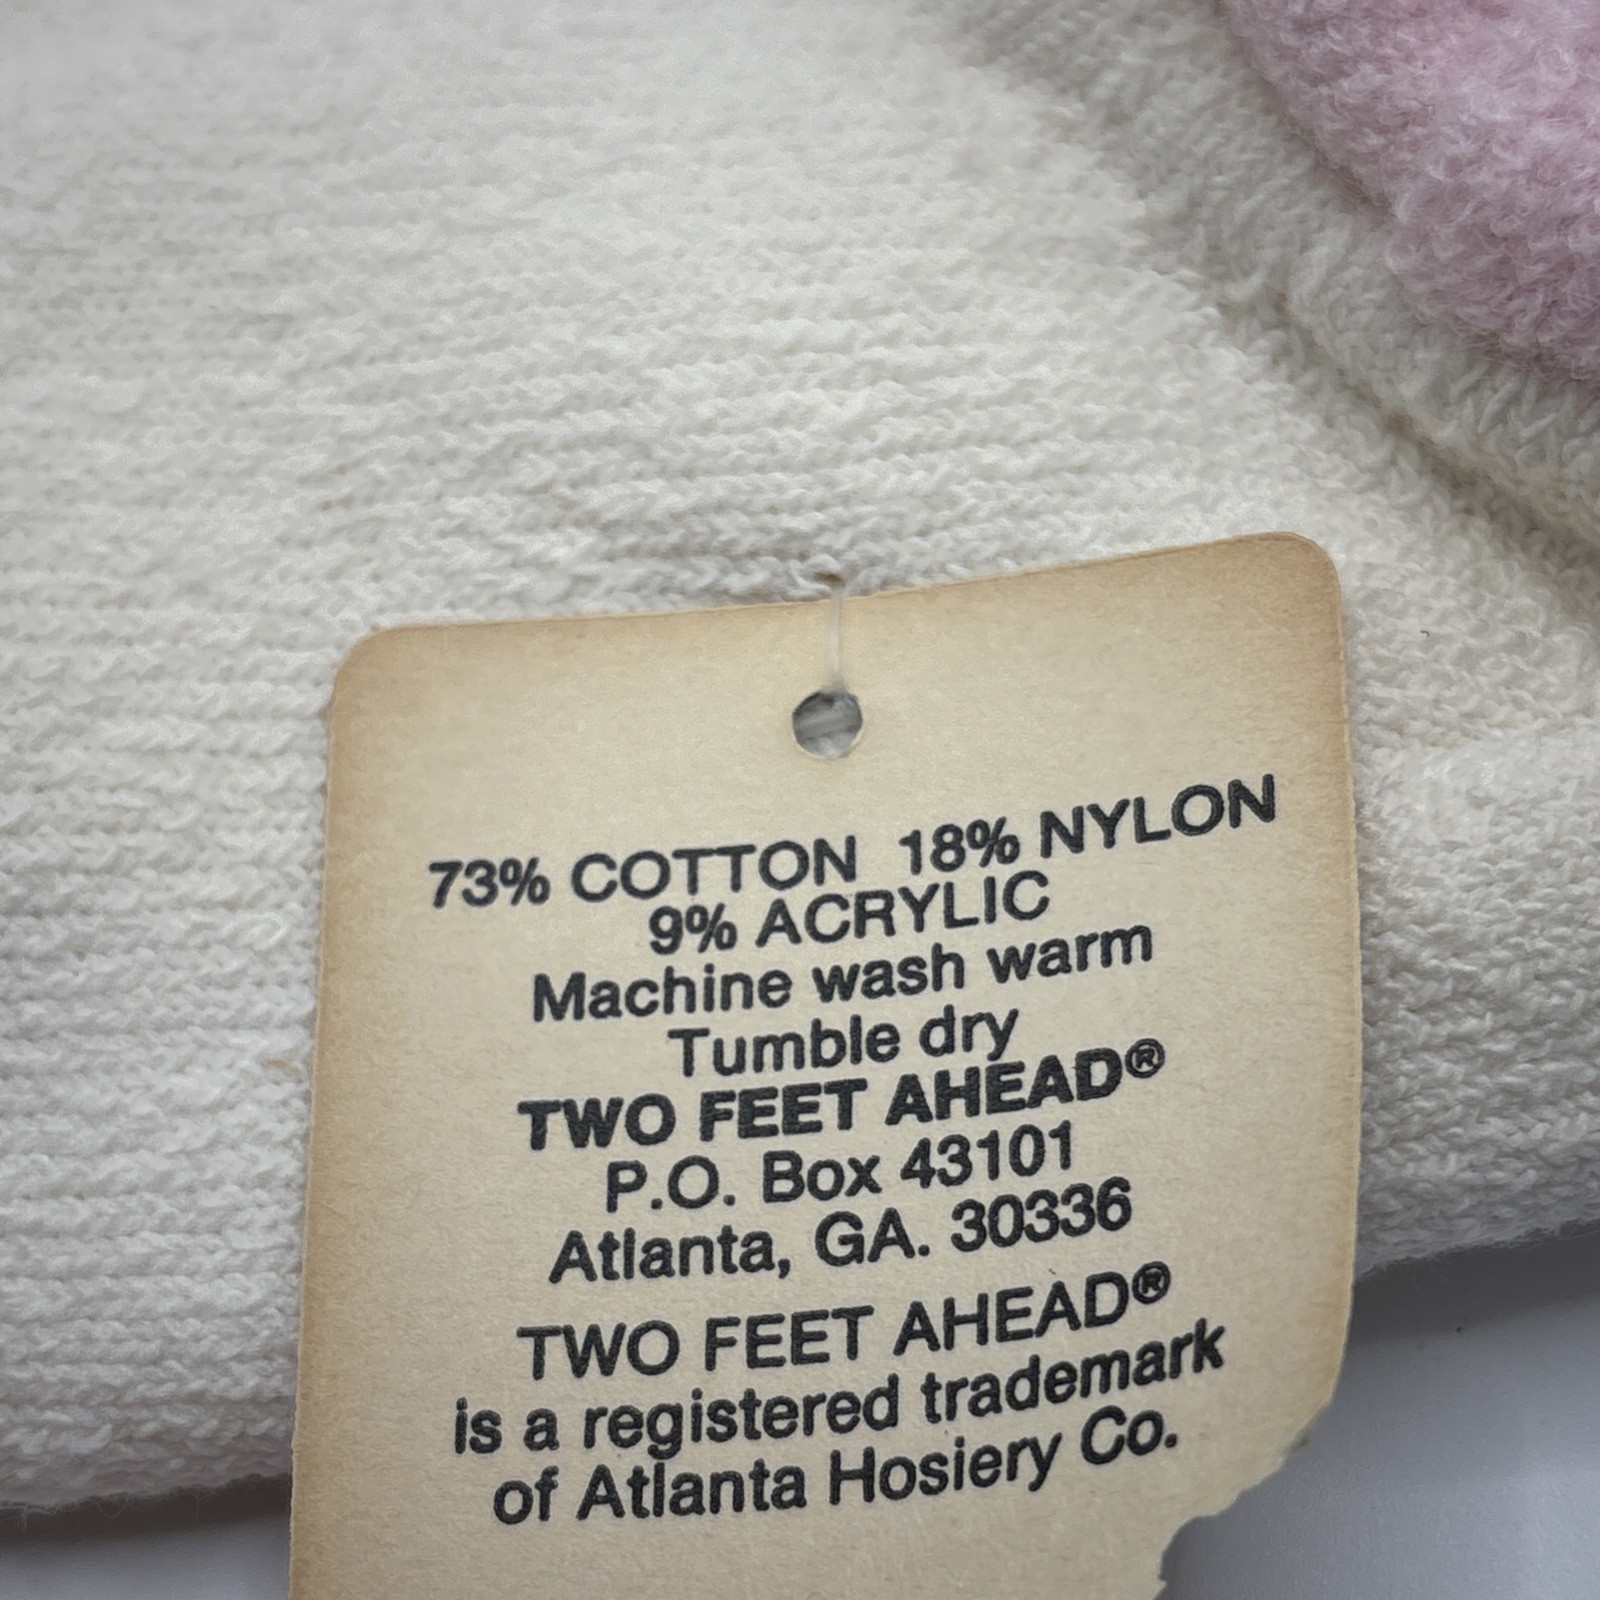 73% COTTON 18% NYLON
9% ACRYLIC
Machine wash warm
Tumble dry
TWO FEET AHEAD®
P.O. Box 43101
Atlanta, GA. 30336
TWO FEET AHEAD®
is a registered trademark
of Atlanta Hosiery Co.